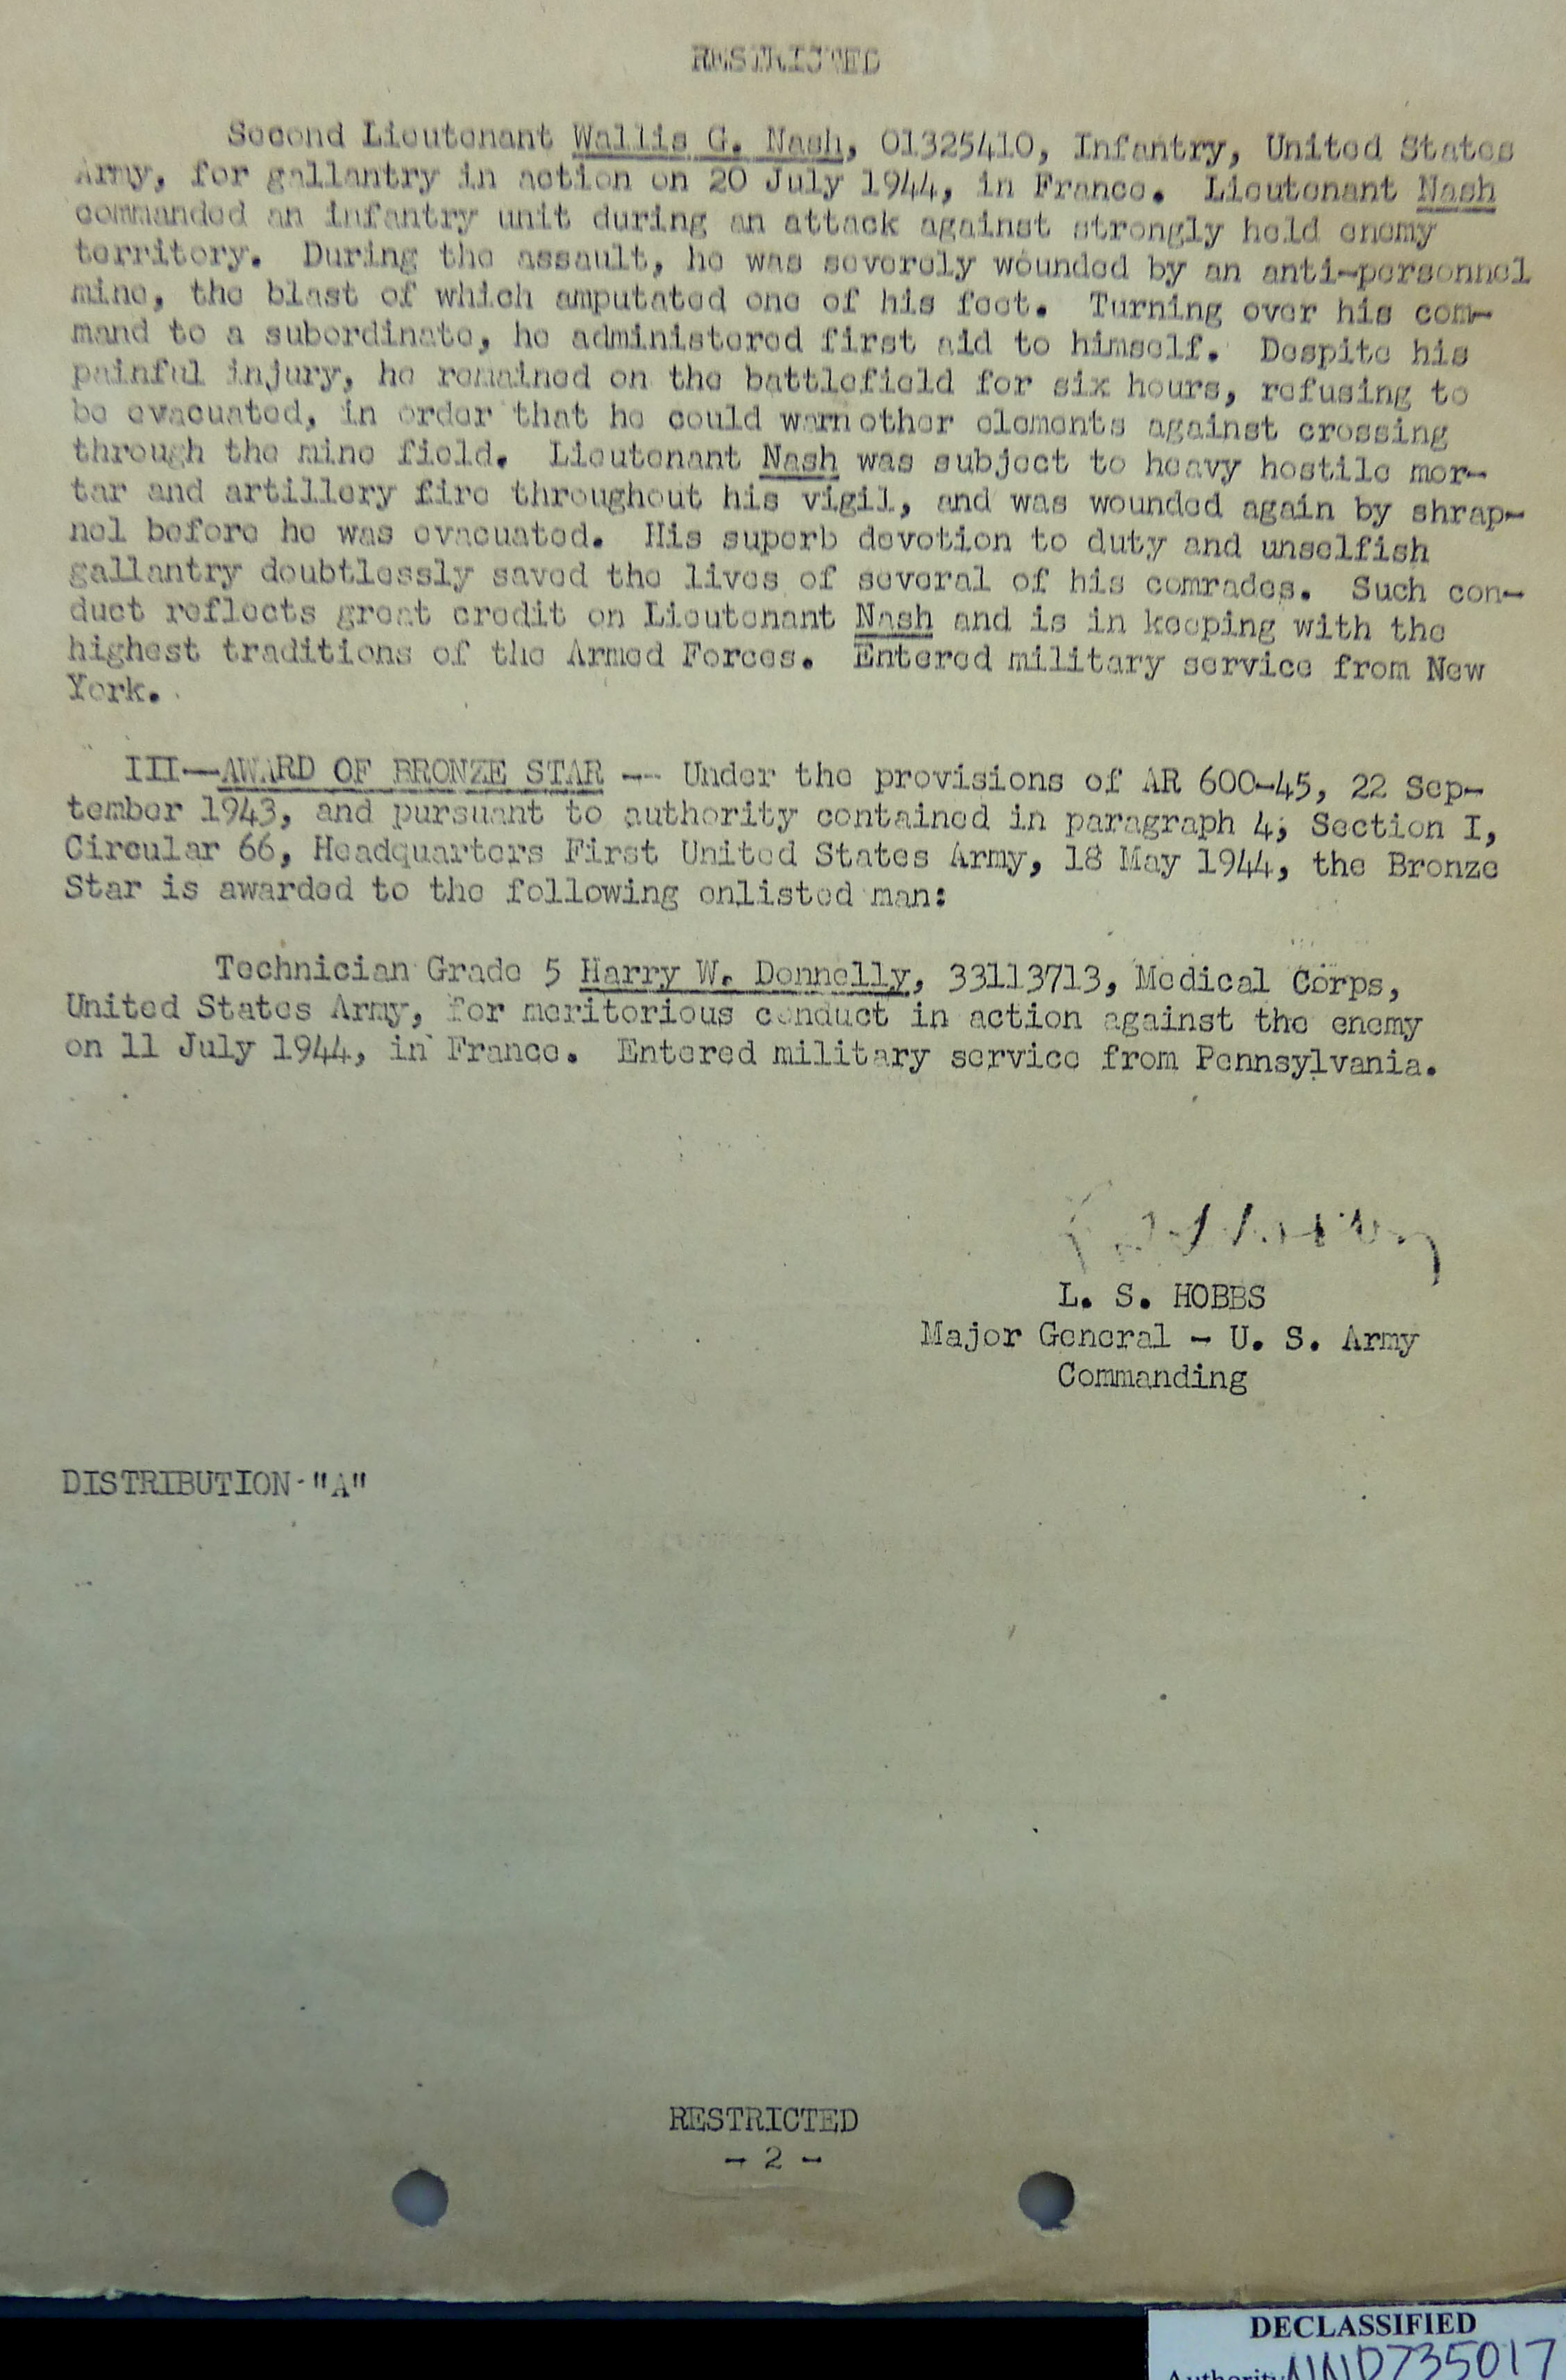 RESTRICTED
Second Lieutenant Wallis G. Nash, 01325410, Infantry, United States
Army, for gallantry in action on 20 July 1944, in France. Lieutenant Nash
commanded an infantry unit during an attack against strongly held enemy
territory. During the assault, he was severely wounded by an anti-personnel
mine, the blast of which amputated one of his feet. Turning over his com-
mand to a subordinate, he administered first aid to himself. Despite his
painful injury, he remained on the battlefield for six hours, refusing to
be evacuated, in order that he could warn other elements against crossing
through the mine field. Lieutenant Nash was subject to heavy hostile mor-
tar and artillery fire throughout his vigil, and was wounded again by shrap-
nel before he was evacuated. His superb devotion to duty and unselfish
gallantry doubtlessly saved the lives of several of his comrades. Such con-
duct reflects great credit on Lieutenant Nash and is in keeping with the
highest traditions of the Armed Forces. Entered military service from New
York.
III—AWARD OF BRONZE STAR -- Under the provisions of AR 600-45, 22 Sep-
tember 1943, and pursuant to authority contained in paragraph 4, Section I,
Circular 66, Headquarters First United States Army, 18 May 1944, the Bronze
Star is awarded to the following enlisted man:
Technician Grade 5 Harry W. Donnelly, 33113713, Medical Corps,
United States Army, for meritorious conduct in action against the enemy
on 11 July 1944, in France. Entered military service from Pennsylvania.
L. S. HOBBS
Major General - U. S. Army
Commanding
DISTRIBUTION-"A"
RESTRICTED
- 2 -
DECLASSIFIED
Authority NND735017